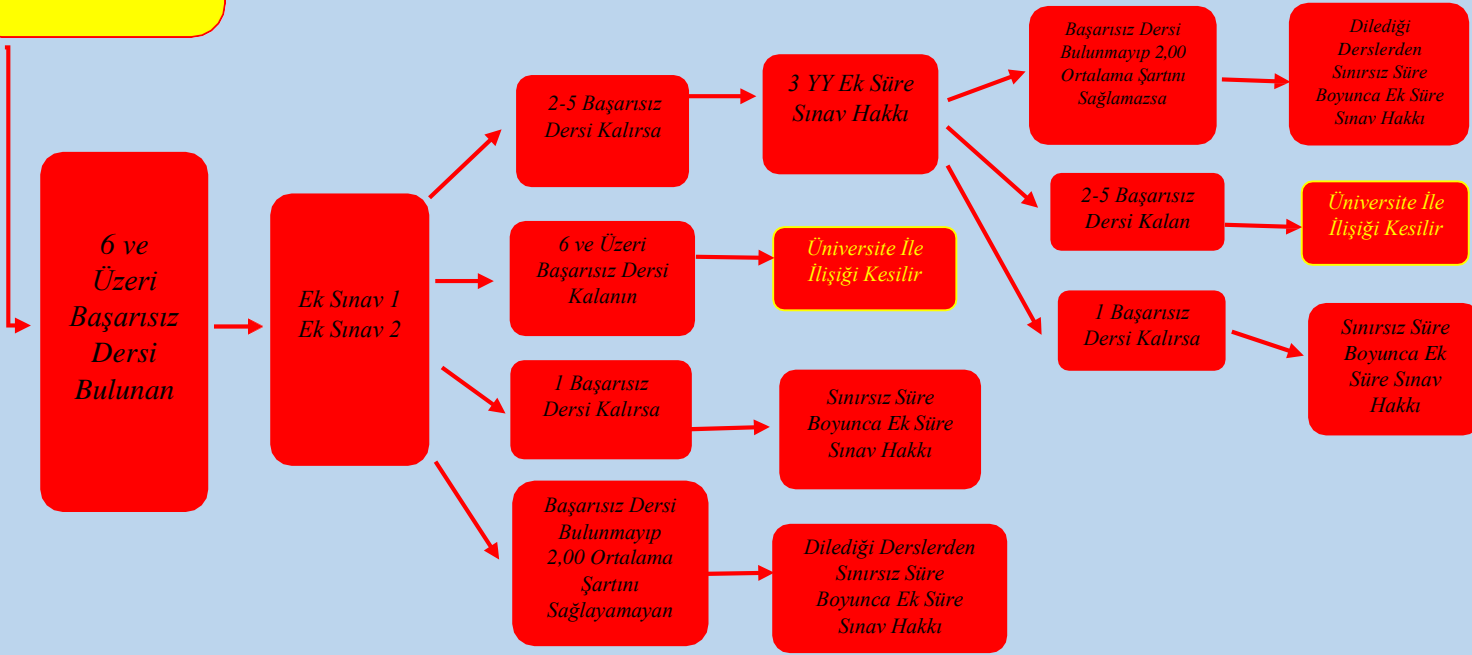 6 ve
Üzeri
Başarısız
Dersi
Bulunan
Ek Sınav 1
Ek Sınav 2
2-5 Başarısız
Dersi Kalırsa
6 ve Üzeri
Başarısız Dersi
Kalanın
1 Başarısız
Dersi Kalırsa
Başarısız Dersi
Bulunmayıp
2,00 Ortalama
Şartını
Sağlayamayan
3 YY Ek Süre
Sınav Hakkı
Üniversite İle
İlişiği Kesilir
Sınırsız Süre
Boyunca Ek Süre
Sınav Hakkı
Dilediği Derslerden
Sınırsız Süre
Boyunca Ek Süre
Sınav Hakkı
Başarısız Dersi
Bulunmayıp 2,00
Ortalama Şartını
Sağlamazsa
2-5 Başarısız
Dersi Kalan
1 Başarısız
Dersi Kalırsa
Dilediği
Derslerden
Sınırsız Süre
Boyunca Ek Süre
Sınav Hakkı
Üniversite İle
İlişiği Kesilir
Sınırsız Süre
Boyunca Ek
Süre Sınav
Hakkı